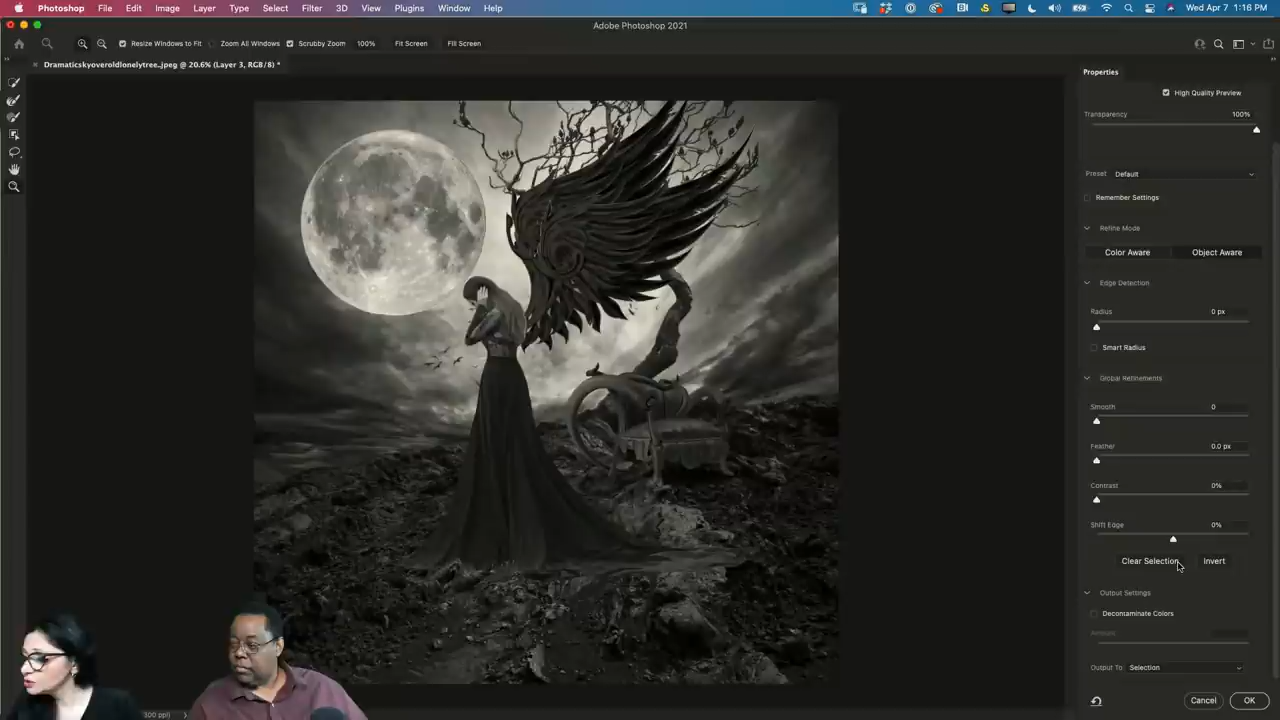 Photoshop File Edit Image Layer Type Select Filter 3D View Plugins Window Help
Wed Apr 7 1:16 PM
Adobe Photoshop 2021
Resize Windows to Fit Zoom All Windows Scrubby Zoom 100% Fit Screen Fill Screen
Dramaticskyoveroldlonelytree..jpeg @ 20.6% (Layer 3, RGB/8) *
Properties
High Quality Preview
Transparency 100%
Preset: Default
Remember Settings
Refine Mode
Color Aware Object Aware
Edge Detection
Radius 0 px
Smart Radius
Global Refinements
Smooth 0
Feather 0.0 px
Contrast 0%
Shift Edge 0%
Clear Selection Invert
Output Settings
Decontaminate Colors
Amount
Output To: Selection
Cancel OK
300 ppi)